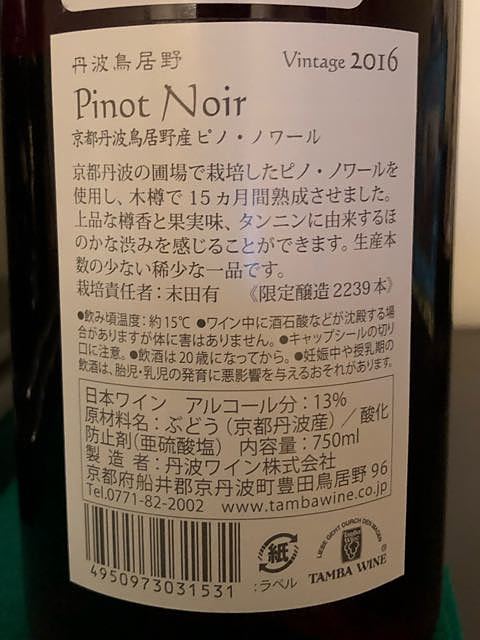 丹波鳥居野 Vintage 2016
Pinot Noir
京都丹波鳥居野産ピノ・ノワール
京都丹波の圃場で栽培したピノ・ノワールを
使用し、木樽で15ヵ月間熟成させました。
上品な樽香と果実味、タンニンに由来するほ
のかな渋みを感じることができます。生産本
数の少ない稀少な一品です。
栽培責任者:末田有 《限定醸造2239本》
●飲み頃温度:約15℃ ●ワイン中に酒石酸などが沈殿する場
合がありますが体に害はありません。●キャップシールの切り
口に注意。●飲酒は20歳になってから。●妊娠中や授乳期の
飲酒は、胎児・乳児の発育に悪影響を与えるおそれがあります。
日本ワイン アルコール分:13%
原材料名:ぶどう(京都丹波産)/酸化
防止剤(亜硫酸塩) 内容量:750ml
製造者:丹波ワイン株式会社
京都府船井郡京丹波町豊田鳥居野96
Tel.0771-82-2002 www.tambawine.co.jp
4950973031531
紙
:ラベル
LIEBE GEHT DURCH DEN MAGEN
TAMBA WINE